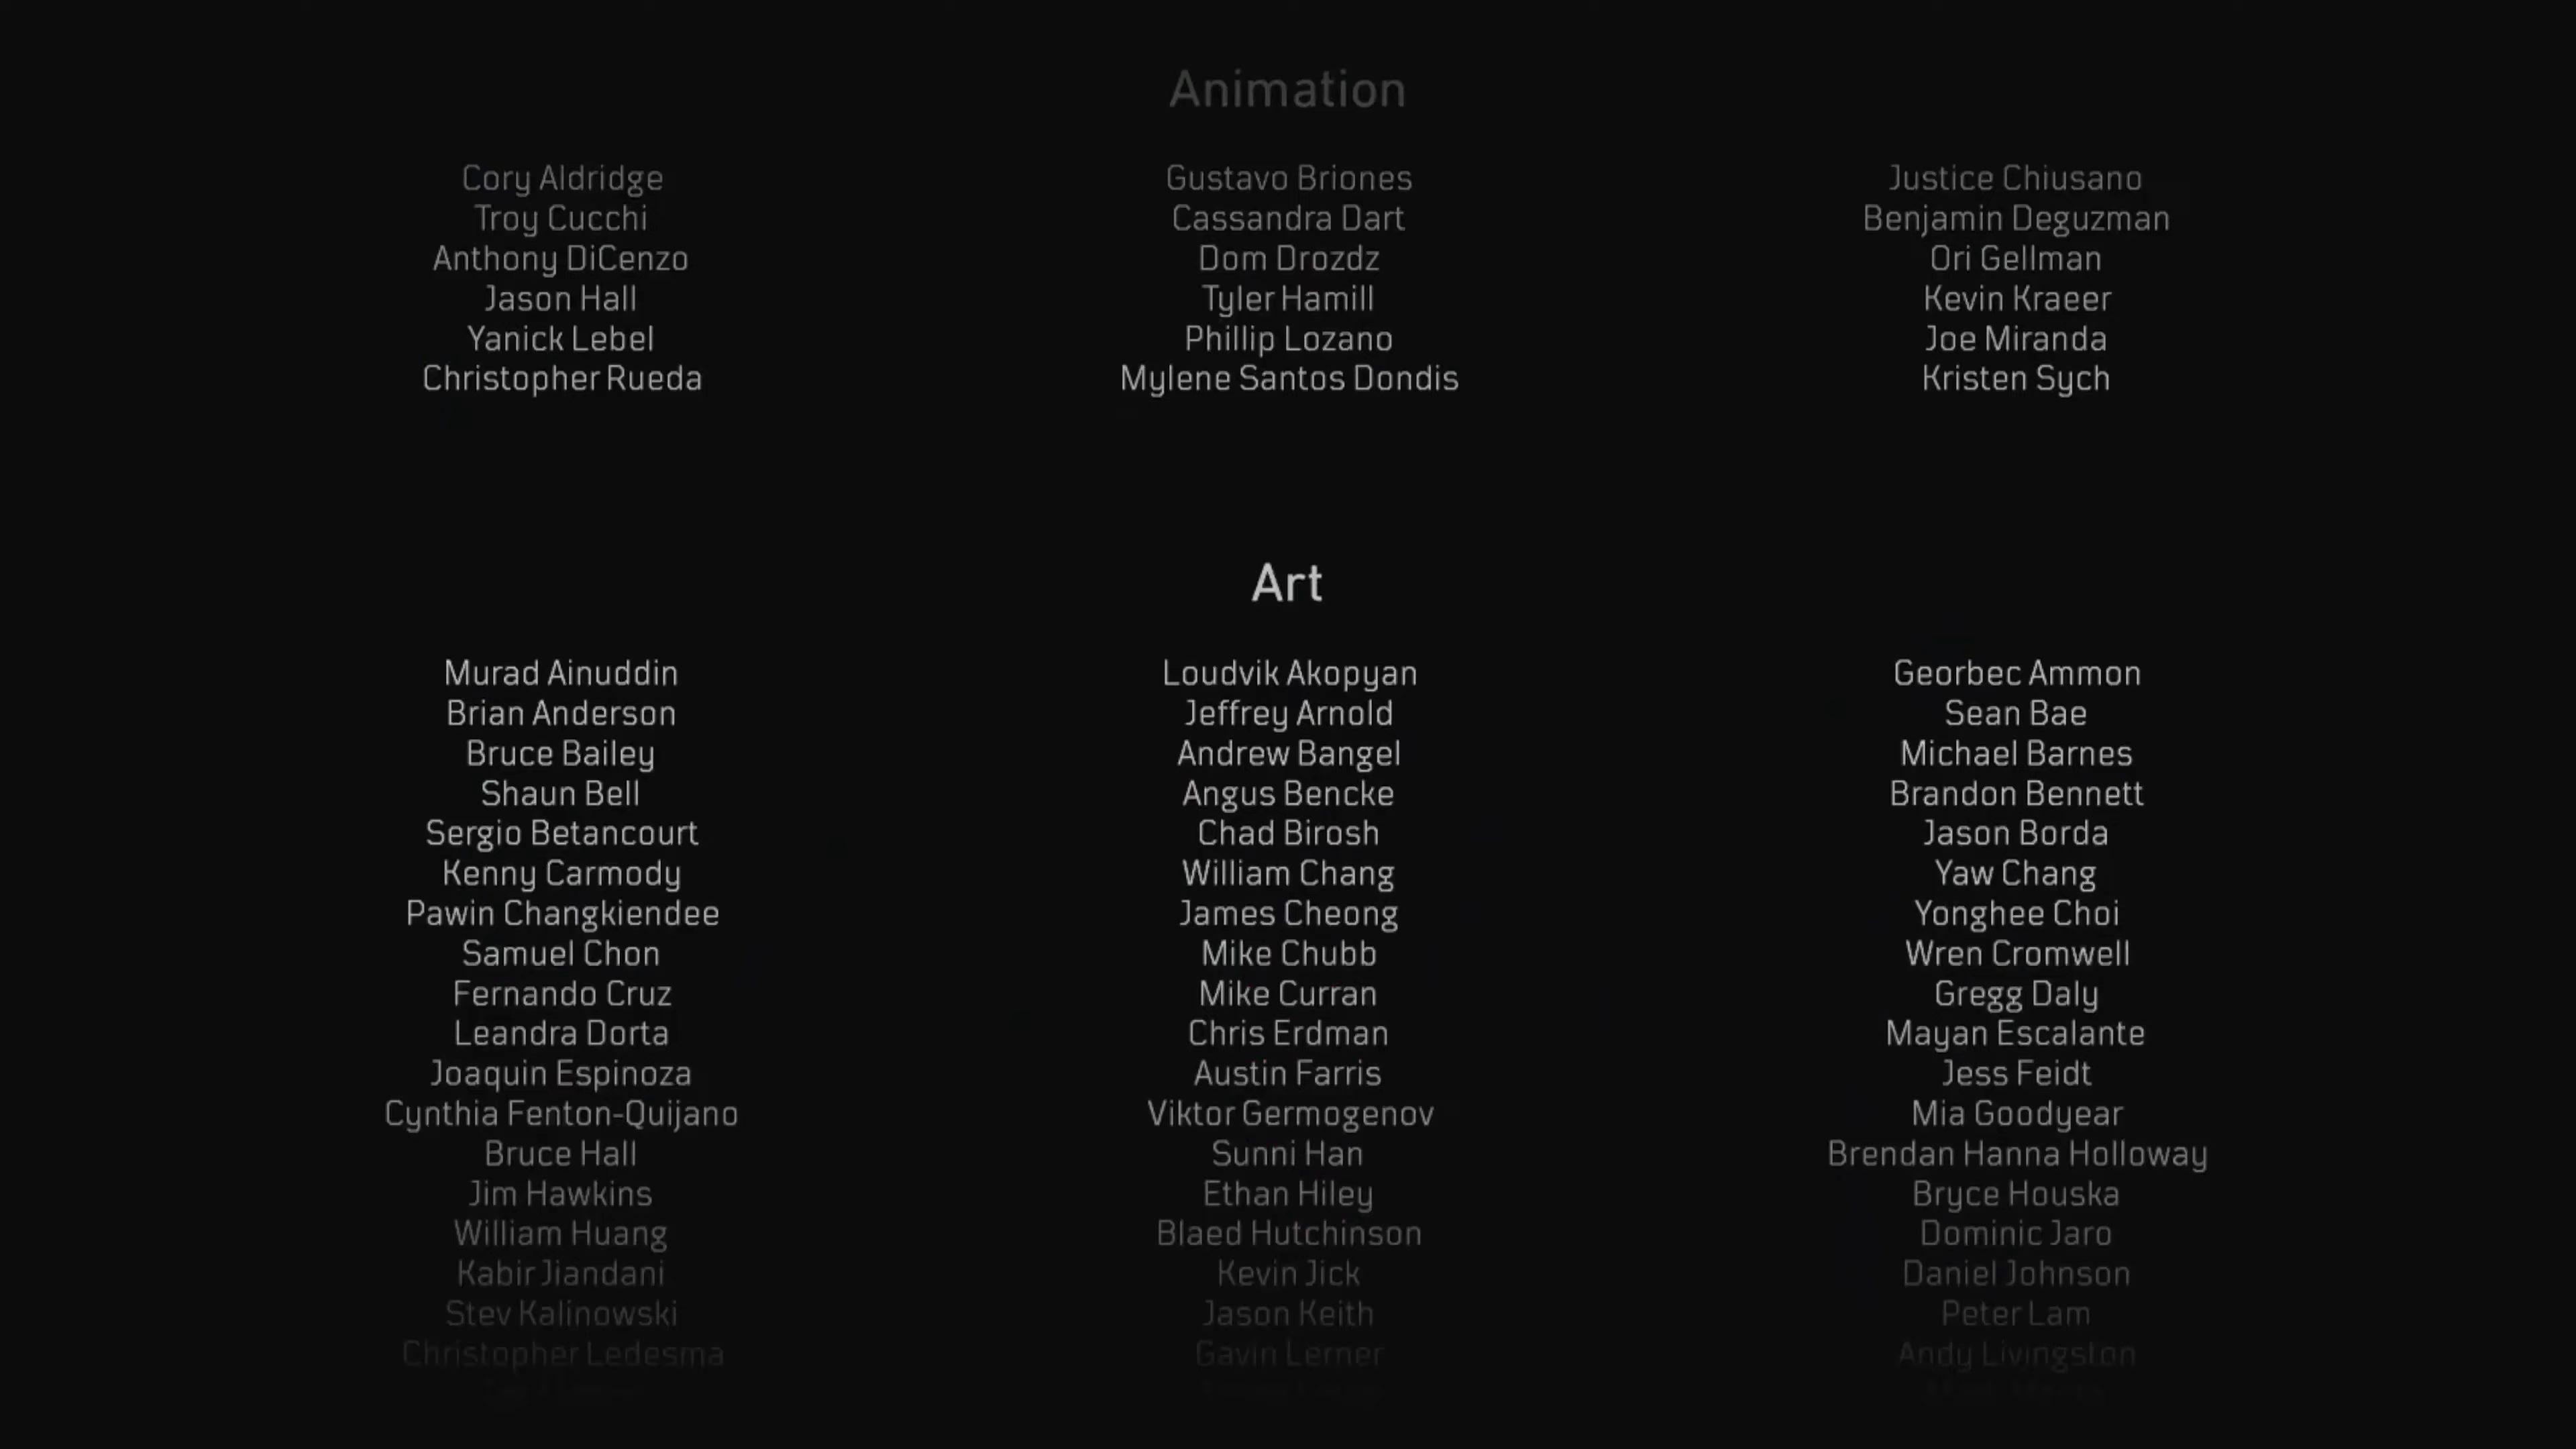 Animation
Cory Aldridge Gustavo Briones Justice Chiusano
Troy Cucchi Cassandra Dart Benjamin Deguzman
Anthony DiCenzo Dom Drozdz Ori Gellman
Jason Hall Tyler Hamill Kevin Kraeer
Yanick Lebel Phillip Lozano Joe Miranda
Christopher Rueda Mylene Santos Dondis Kristen Sych
Art
Murad Ainuddin Loudvik Akopyan Georbec Ammon
Brian Anderson Jeffrey Arnold Sean Bae
Bruce Bailey Andrew Bangel Michael Barnes
Shaun Bell Angus Bencke Brandon Bennett
Sergio Betancourt Chad Birosh Jason Borda
Kenny Carmody William Chang Yaw Chang
Pawin Changkiendee James Cheong Yonghee Choi
Samuel Chon Mike Chubb Wren Cromwell
Fernando Cruz Mike Curran Gregg Daly
Leandra Dorta Chris Erdman Mayan Escalante
Joaquin Espinoza Austin Farris Jess Feidt
Cynthia Fenton-Quijano Viktor Germogenov Mia Goodyear
Bruce Hall Sunni Han Brendan Hanna Holloway
Jim Hawkins Ethan Hiley Bryce Houska
William Huang Blaed Hutchinson Dominic Jaro
Kabir Jiandani Kevin Jick Daniel Johnson
Stev Kalinowski Jason Keith Peter Lam
Christopher Ledesma Gavin Lerner Andy Livingston